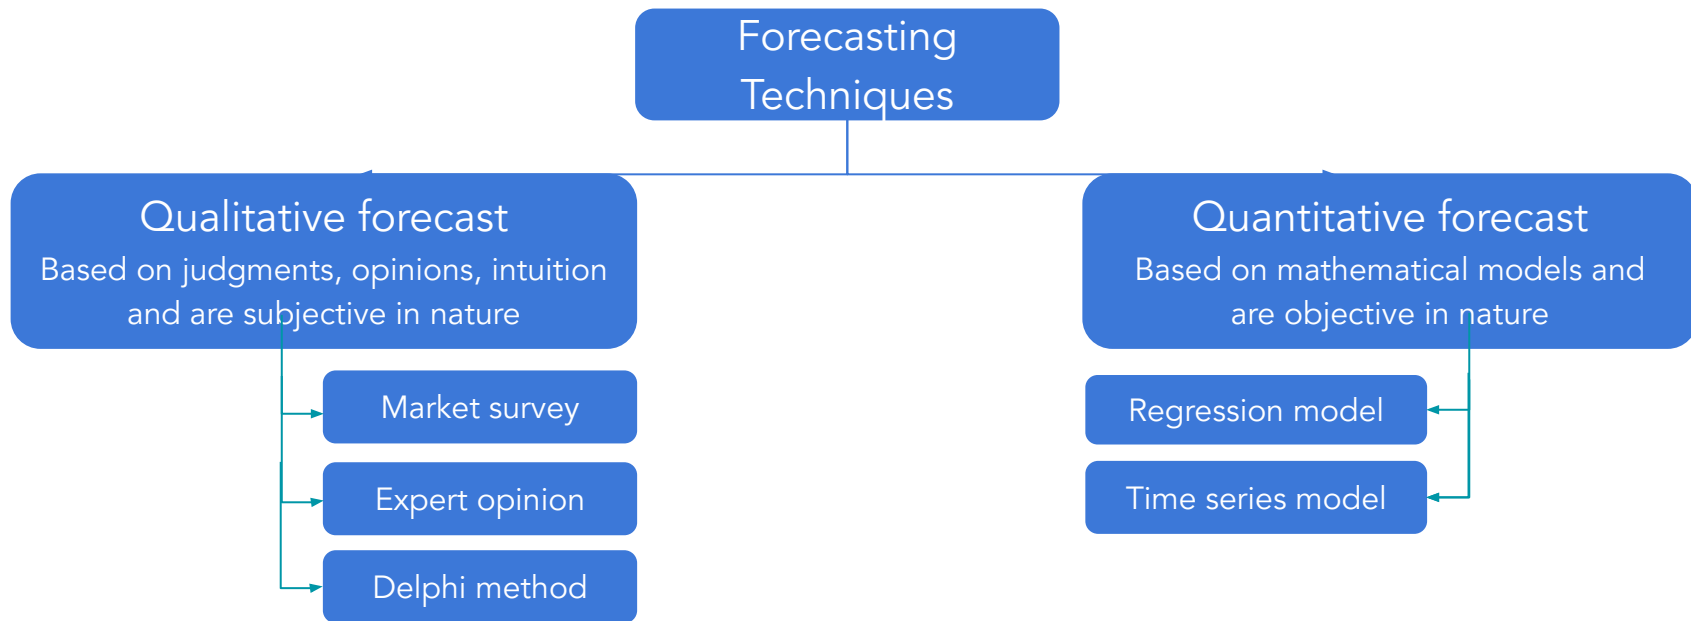 Forecasting
Techniques
Qualitative forecast
Based on judgments, opinions, intuition
and are subjective in nature
Market survey
Expert opinion
Delphi method
Quantitative forecast
Based on mathematical models and
are objective in nature
Regression model
Time series model